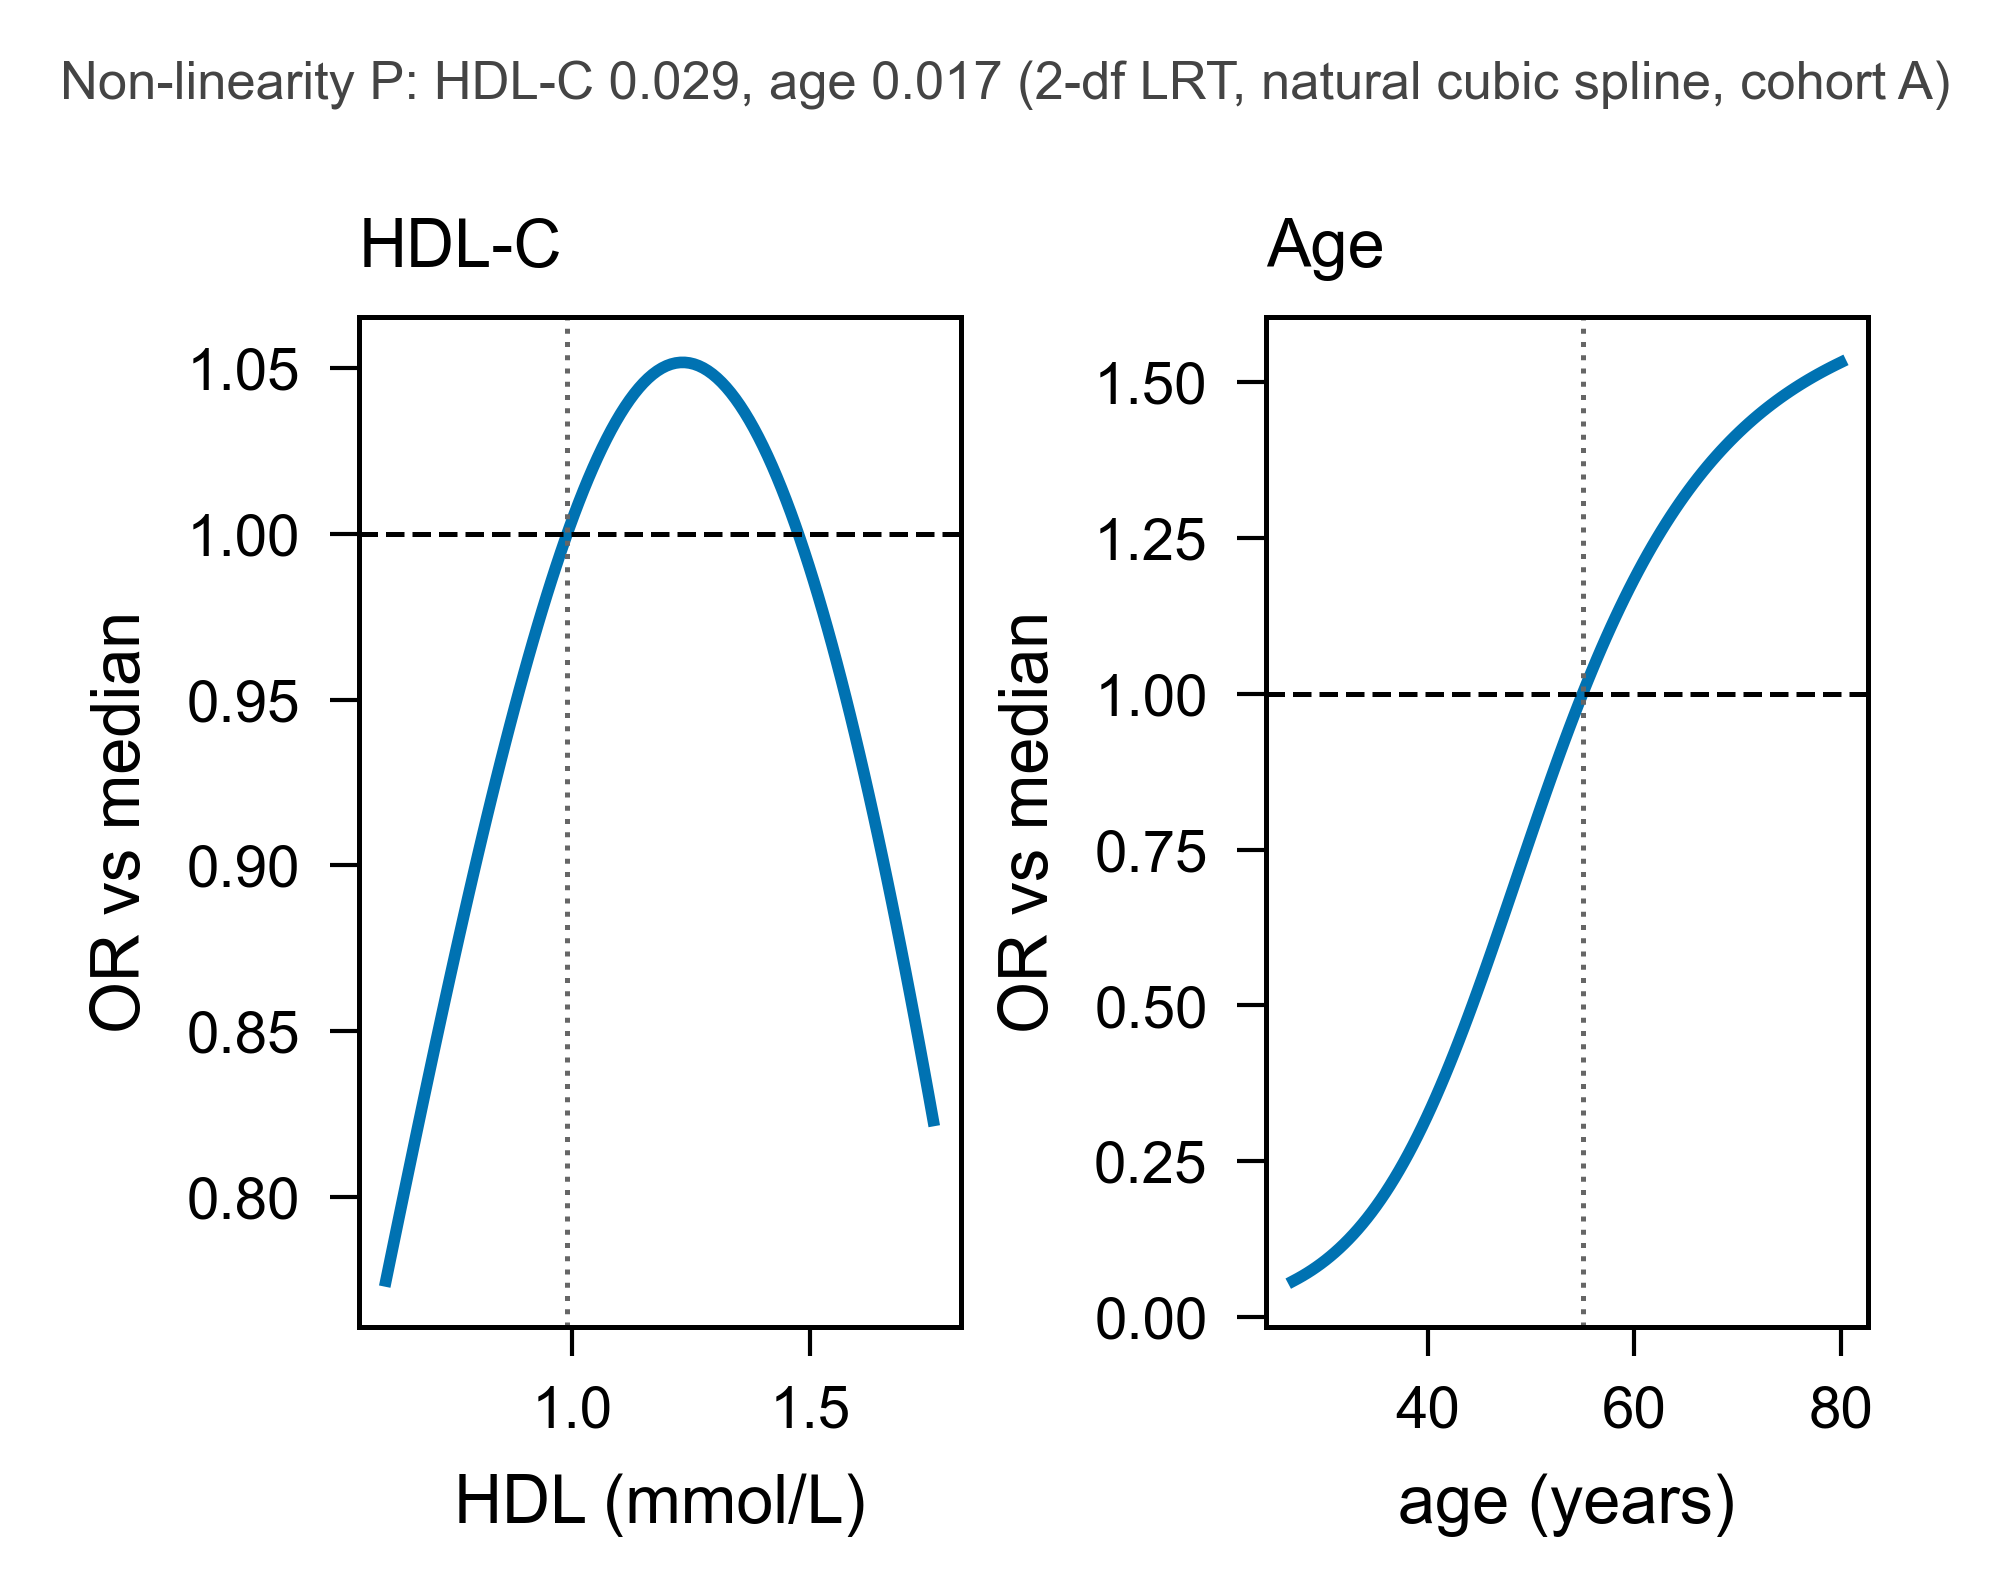 Non-linearity P: HDL-C 0.029, age 0.017 (2-df LRT, natural cubic spline, cohort A)
HDL-C
OR vs median
1.05
1.00
0.95
0.90
0.85
0.80
1.0 1.5
HDL (mmol/L)
Age
OR vs median
1.50
1.25
1.00
0.75
0.50
0.25
0.00
40 60 80
age (years)